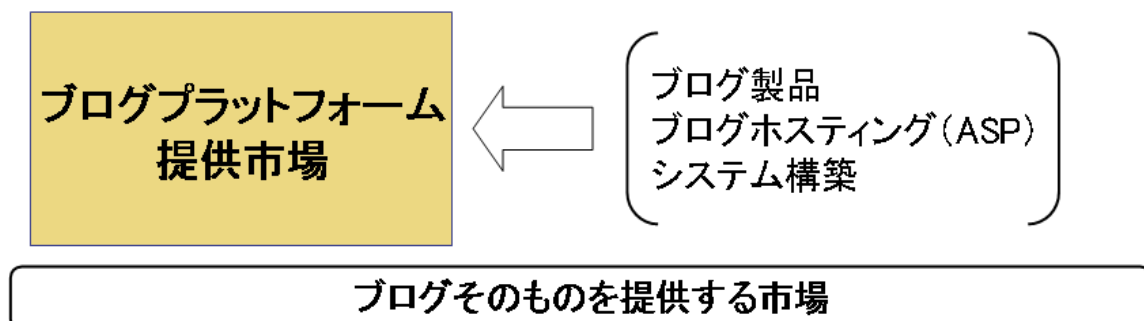 ブログプラットフォーム
提供市場
ブログ製品
ブログホスティング(ASP)
システム構築
ブログそのものを提供する市場